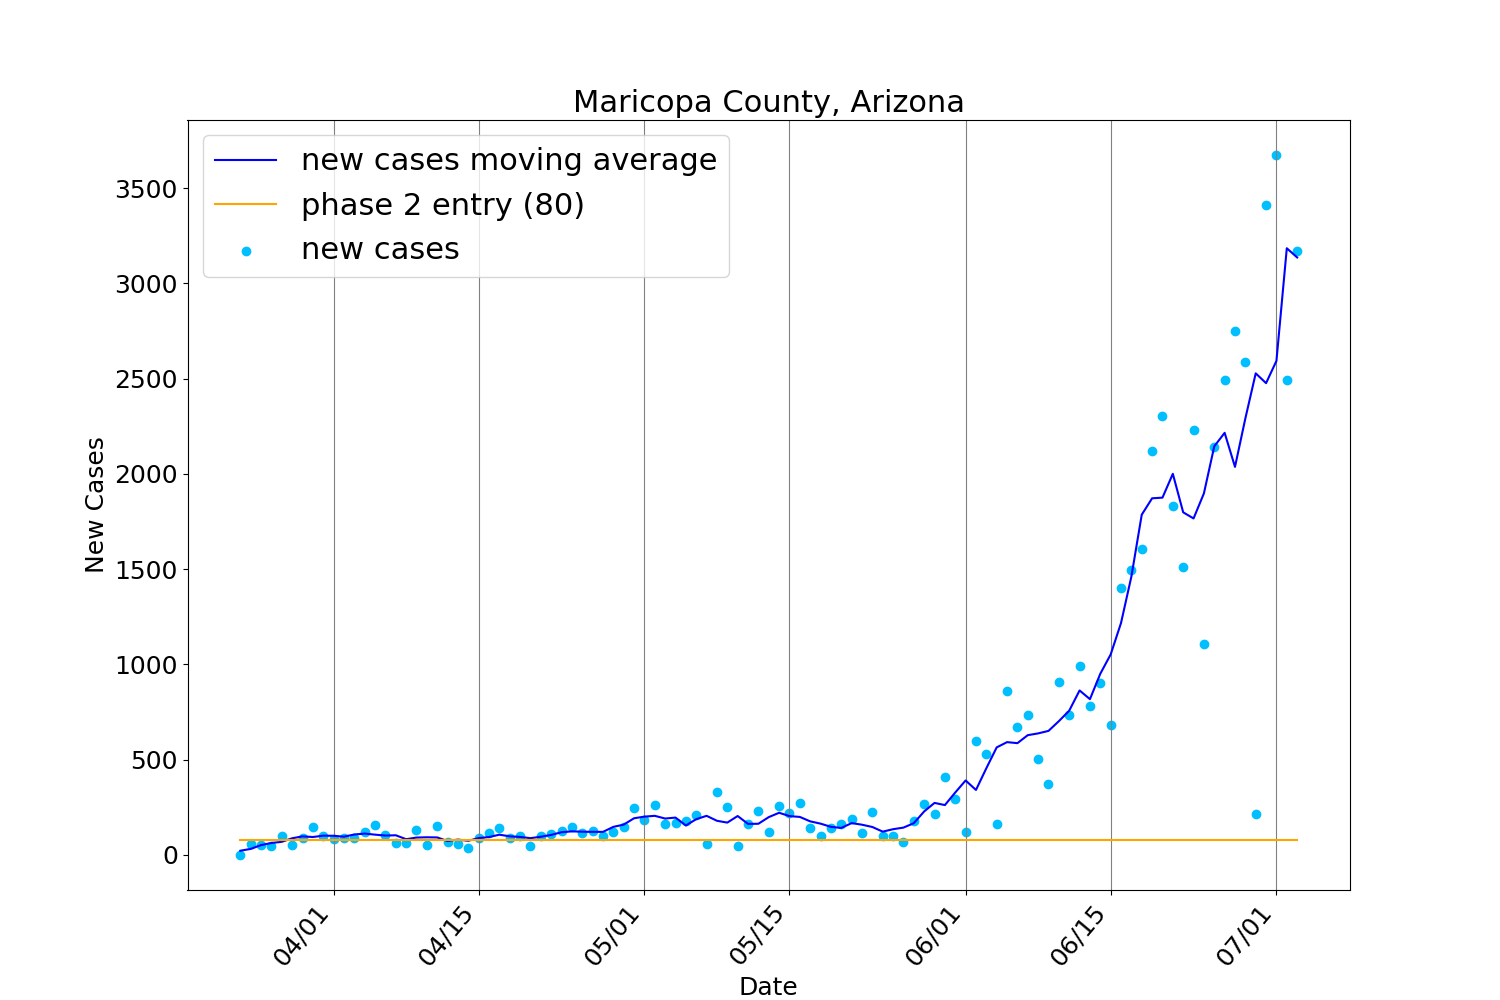 Maricopa County, Arizona
new cases moving average
phase 2 entry (80)
new cases
3500
3000
2500
2000
1500
1000
500
0
New Cases
04/01
04/15
05/01
05/15
06/01
06/15
07/01
Date